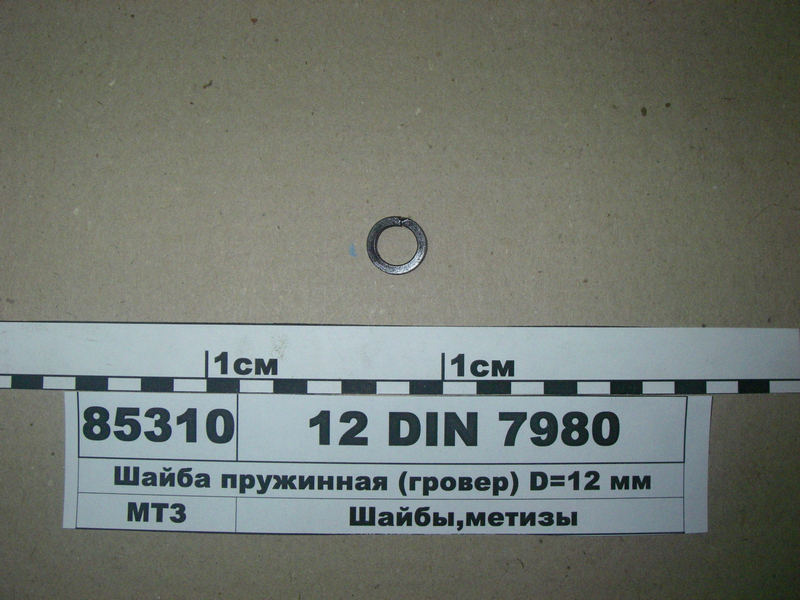 1см 1см
85310 12 DIN 7980
Шайба пружинная (гровер) D=12 мм
МТЗ Шайбы,метизы